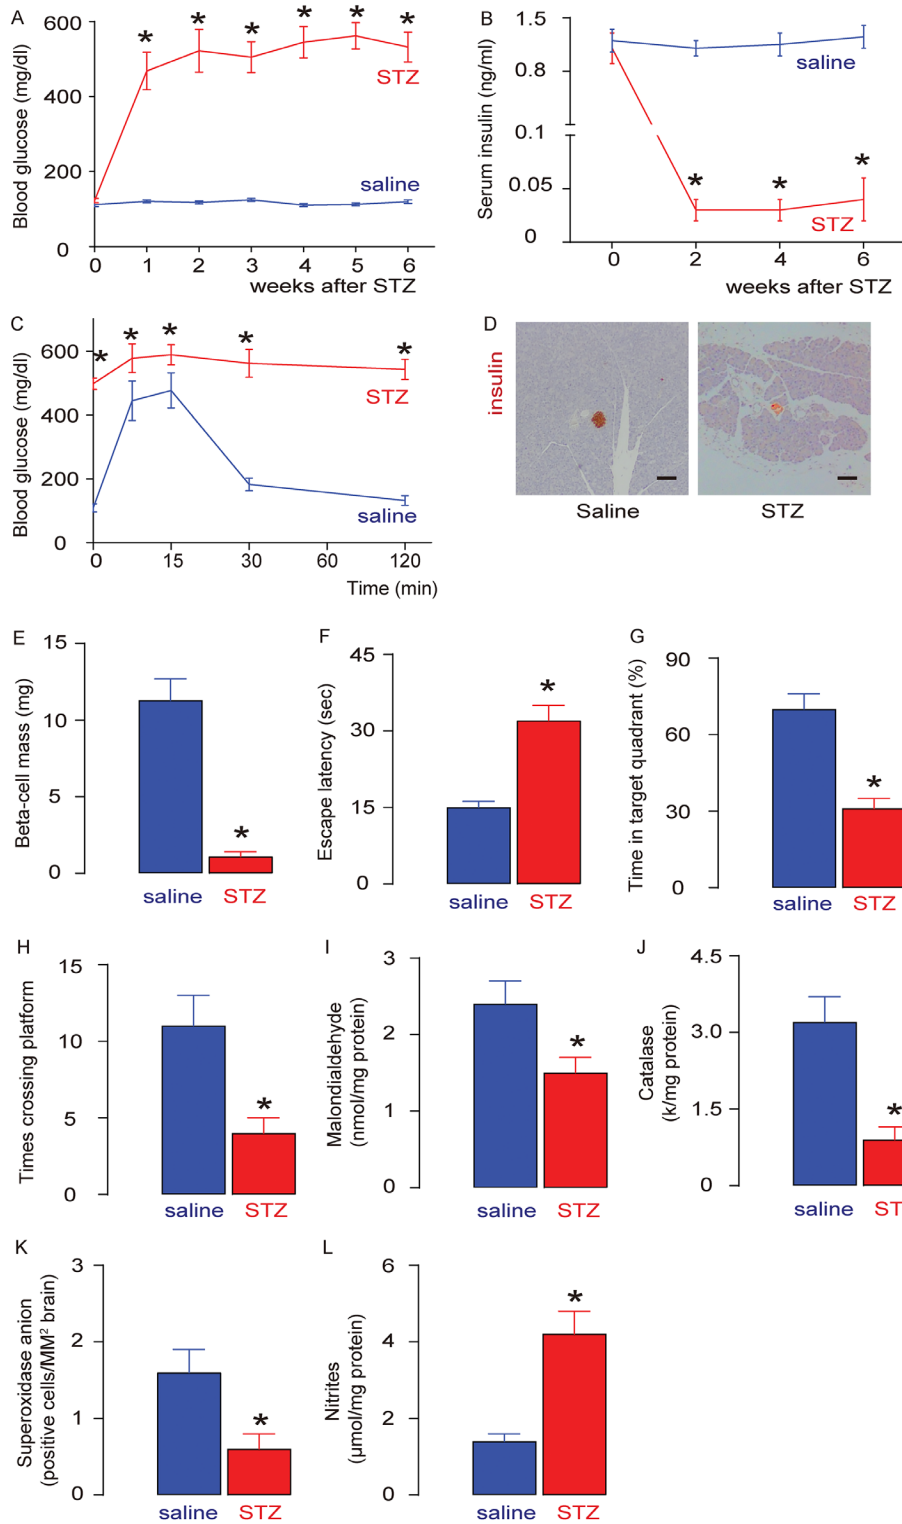 A
Blood glucose (mg/dl)
600
400
200
0
* * * * * *
STZ
saline
0 1 2 3 4 5 6
weeks after STZ
B
Serum insulin (ng/ml)
1.5
0.8
0.1
0.05
0
saline
* * *
STZ
0 2 4 6
weeks after STZ
C
Blood glucose (mg/dl)
600
400
200
0
* * * * *
STZ
saline
0 15 30 60 120
Time (min)
D
insulin
Saline STZ
E
Beta-cell mass (mg)
15
10
5
0
*
saline STZ
F
Escape latency (sec)
45
30
15
0
*
saline STZ
G
Time in target quadrant (%)
90
60
30
0
*
saline STZ
H
Times crossing platform
15
10
5
0
*
saline STZ
I
Malondialdehyde
(nmol/mg protein)
3
2
1
0
*
saline STZ
J
Catalase
(k/mg protein)
4.5
3.0
1.5
0
*
saline ST
K
Superoxidase anion
(positive cells/MM² brain)
3
2
1
0
*
saline STZ
L
Nitrites
(µmol/mg protein)
6
4
2
0
*
saline STZ